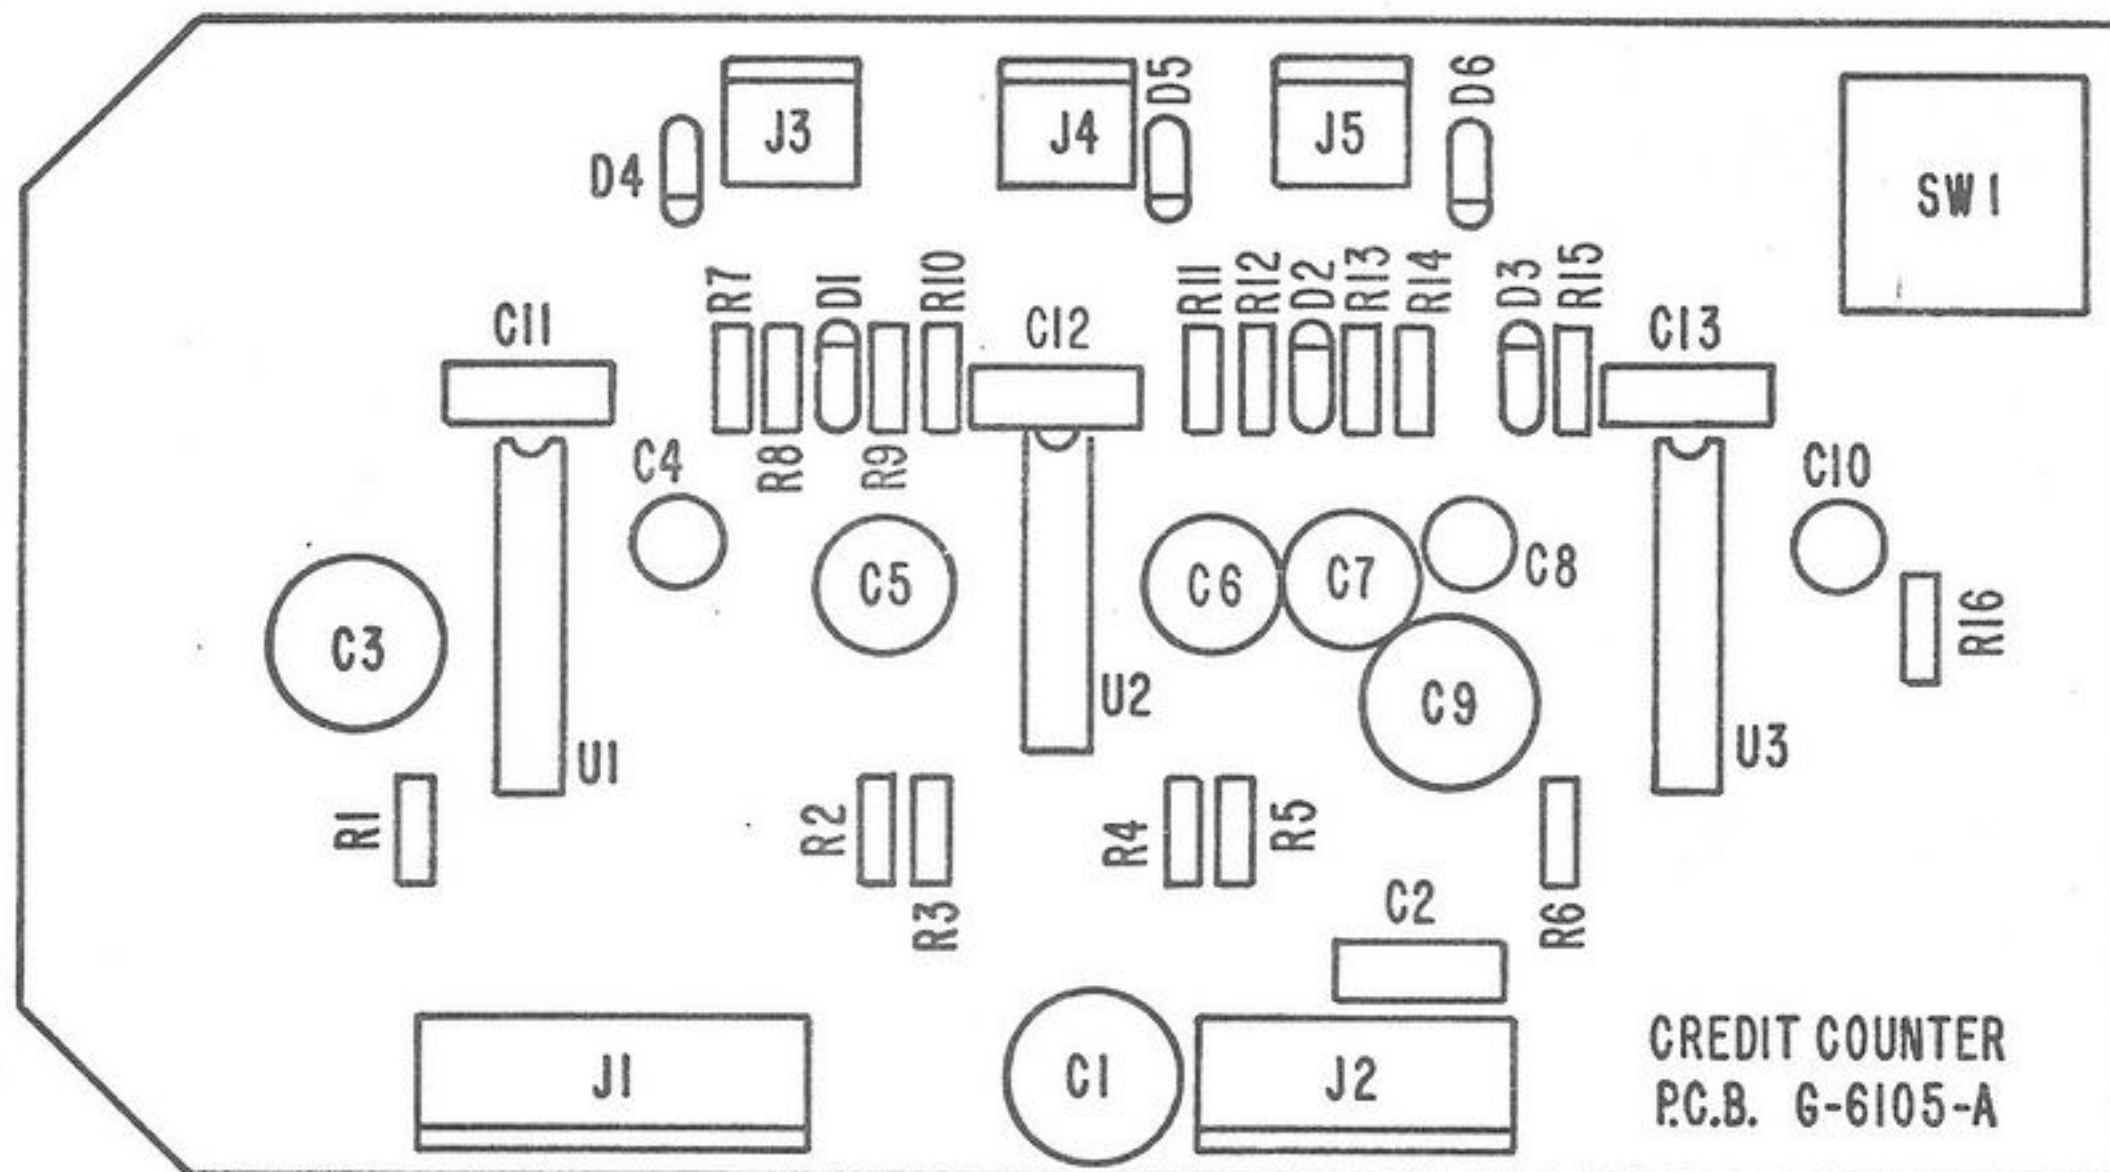 J3
J4
D5
J5
D6
SW1
D4
R7
D1
R10
R11
R12
D2
R13
R14
D3
R15
C11
C12
C13
C4
R8
R9
C10
C5
C6
C7
C8
R16
C3
C9
U2
U1
U3
R1
R2
R3
R4
R5
C2
R6
J1
C1
J2
CREDIT COUNTER
P.C.B. G-6105-A